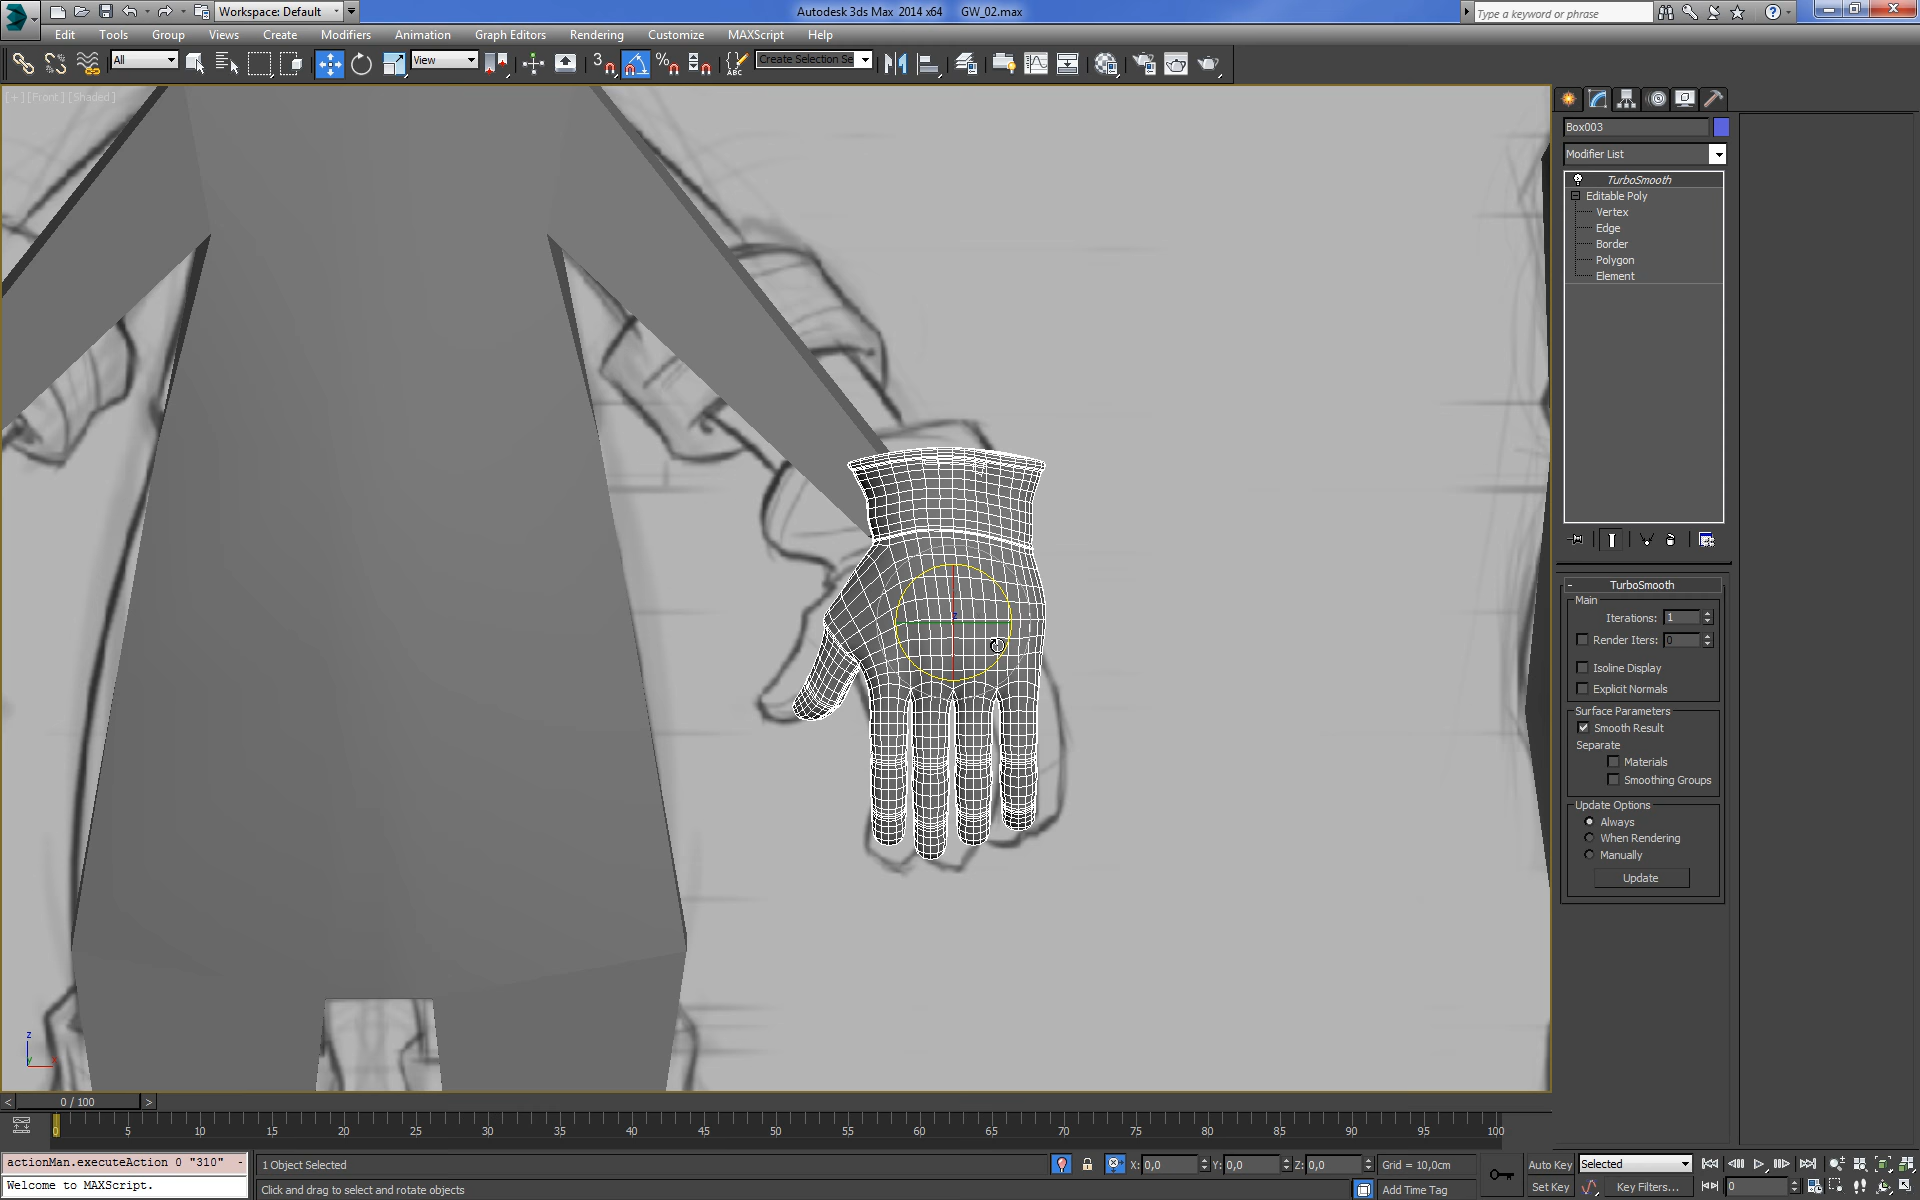 Workspace: Default
Autodesk 3ds Max 2014 x64 GW_02.max
Type a keyword or phrase
Edit Tools Group Views Create Modifiers Animation Graph Editors Rendering Customize MAXScript Help
All
View
3
ABC
Create Selection Se
[+][Front][Shaded]
Box003
Modifier List
TurboSmooth
Editable Poly
Vertex
Edge
Border
Polygon
Element
TurboSmooth
Main
Iterations: 1
Render Iters: 0
Isoline Display
Explicit Normals
Surface Parameters
Smooth Result
Separate
Materials
Smoothing Groups
Update Options
Always
When Rendering
Manually
Update
z
z
y
0 / 100
0 5 10 15 20 25 30 35 40 45 50 55 60 65 70 75 80 85 90 95 100
actionMan.executeAction 0 "310" -
Welcome to MAXScript.
1 Object Selected
Click and drag to select and rotate objects
X: 0,0 Y: 0,0 Z: 0,0
Grid = 10,0cm
Add Time Tag
Auto Key
Selected
Set Key
Key Filters...
0